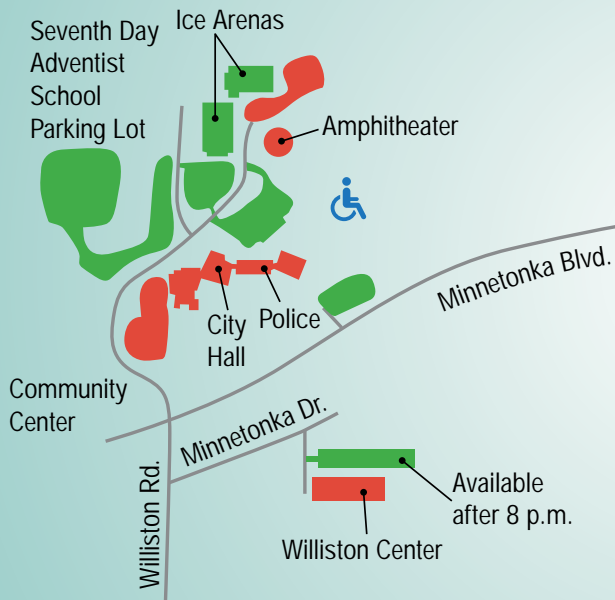 Seventh Day
Adventist
School
Parking Lot
Ice Arenas
Amphitheater
Minnetonka Blvd.
City
Hall
Police
Community
Center
Minnetonka Dr.
Williston Rd.
Available
after 8 p.m.
Williston Center